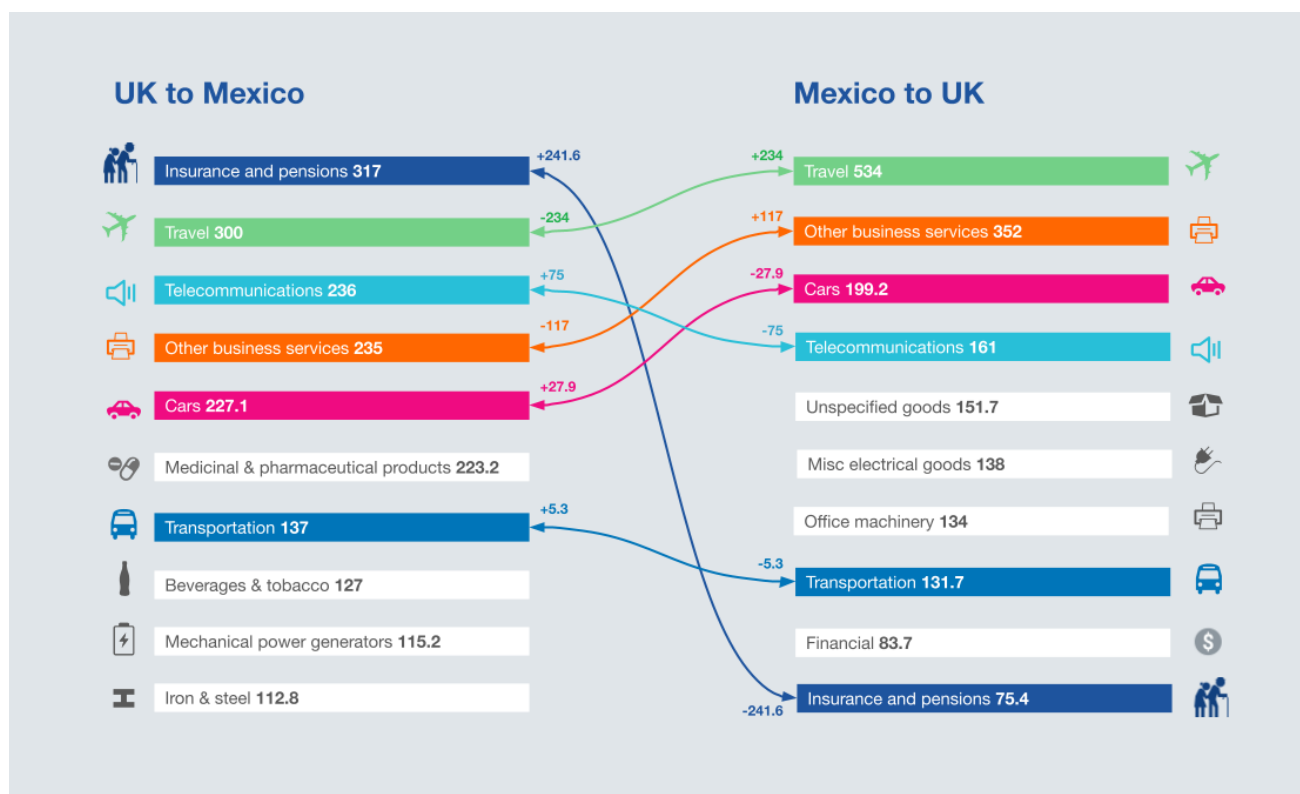 UK to Mexico
Insurance and pensions 317
+241.6
Travel 300
-234
Telecommunications 236
+75
Other business services 235
-117
Cars 227.1
+27.9
Medicinal & pharmaceutical products 223.2
Transportation 137
+5.3
Beverages & tobacco 127
Mechanical power generators 115.2
Iron & steel 112.8
Mexico to UK
+234
Travel 534
+117
Other business services 352
-27.9
Cars 199.2
-75
Telecommunications 161
Unspecified goods 151.7
Misc electrical goods 138
Office machinery 134
-5.3
Transportation 131.7
Financial 83.7
$
Insurance and pensions 75.4
-241.6